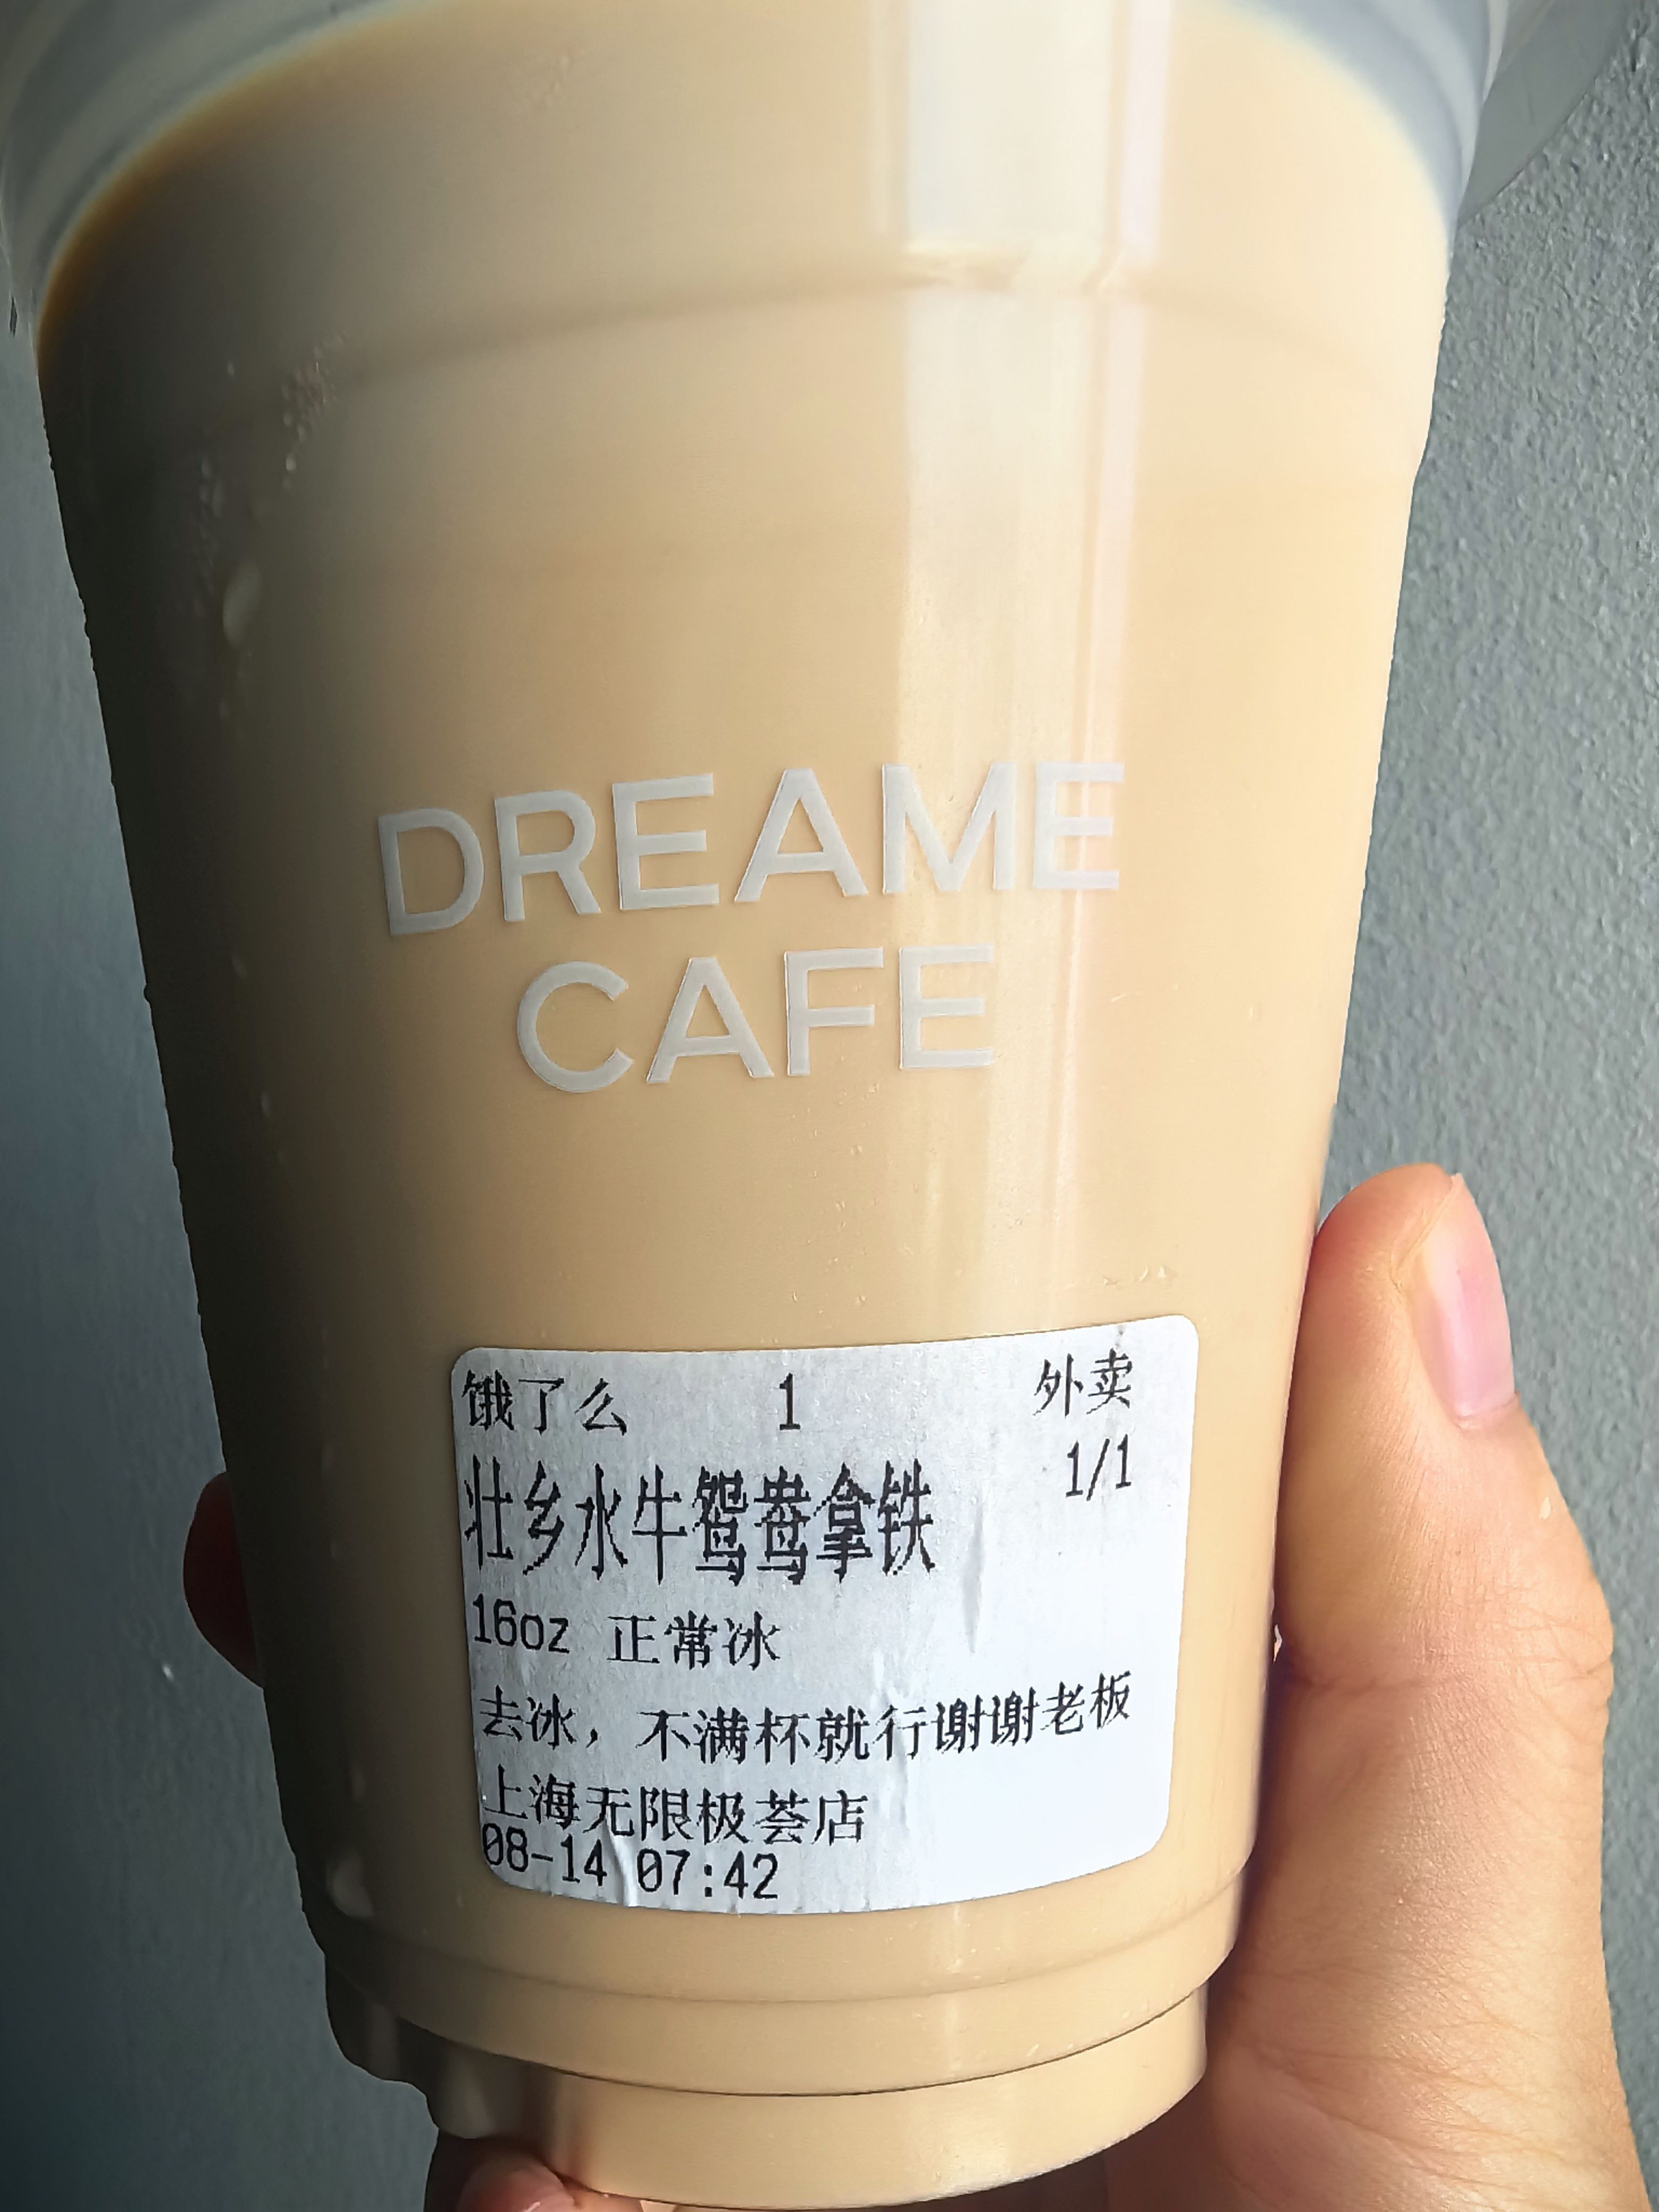 DREAME
CAFE
饿了么 1 外卖
1/1
壮乡水牛鸳鸯拿铁
16oz 正常冰
去冰，不满杯就行谢谢老板
上海无限极荟店
08-14 07:42